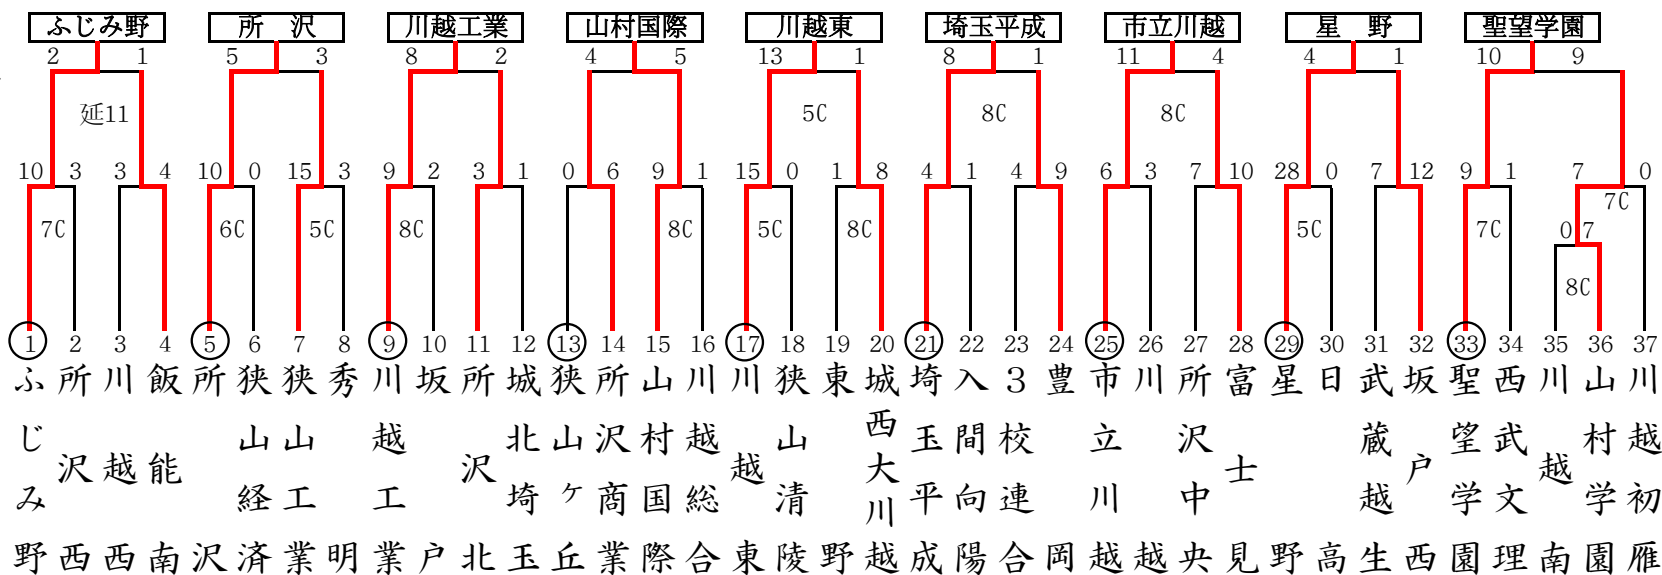 ふじみ野 所　沢 川越工業 山村国際 川越東 埼玉平成 市立川越 星　野 聖望学園
2 1 5 3 8 2 4 5 13 1 8 1 11 4 4 1 10 9
延11 5C 8C 8C
10 3 3 4 10 0 15 3 9 2 3 1 0 6 9 1 15 0 1 8 4 1 4 9 6 3 7 10 28 0 7 12 9 1 7 0
7C 6C 5C 8C 8C 5C 8C 5C 7C 7C
0 7
8C
1 2 3 4 5 6 7 8 9 10 11 12 13 14 15 16 17 18 19 20 21 22 23 24 25 26 27 28 29 30 31 32 33 34 35 36 37
ふじみ野
所沢西
川越西
飯能南
所沢
狭山経済
狭山工業
秀明
川越工業
坂戸
所沢北
城北埼玉
狭山ケ丘
所沢商業
山村国際
川越総合
川越東
狭山清陵
東野
城西大川越
埼玉平成
入間向陽
3校連合
豊岡
市立川越
川越
所沢中央
富士見
星野
日高
武蔵越生
坂戸西
聖望学園
西武文理
川越南
山村学園
川越初雁